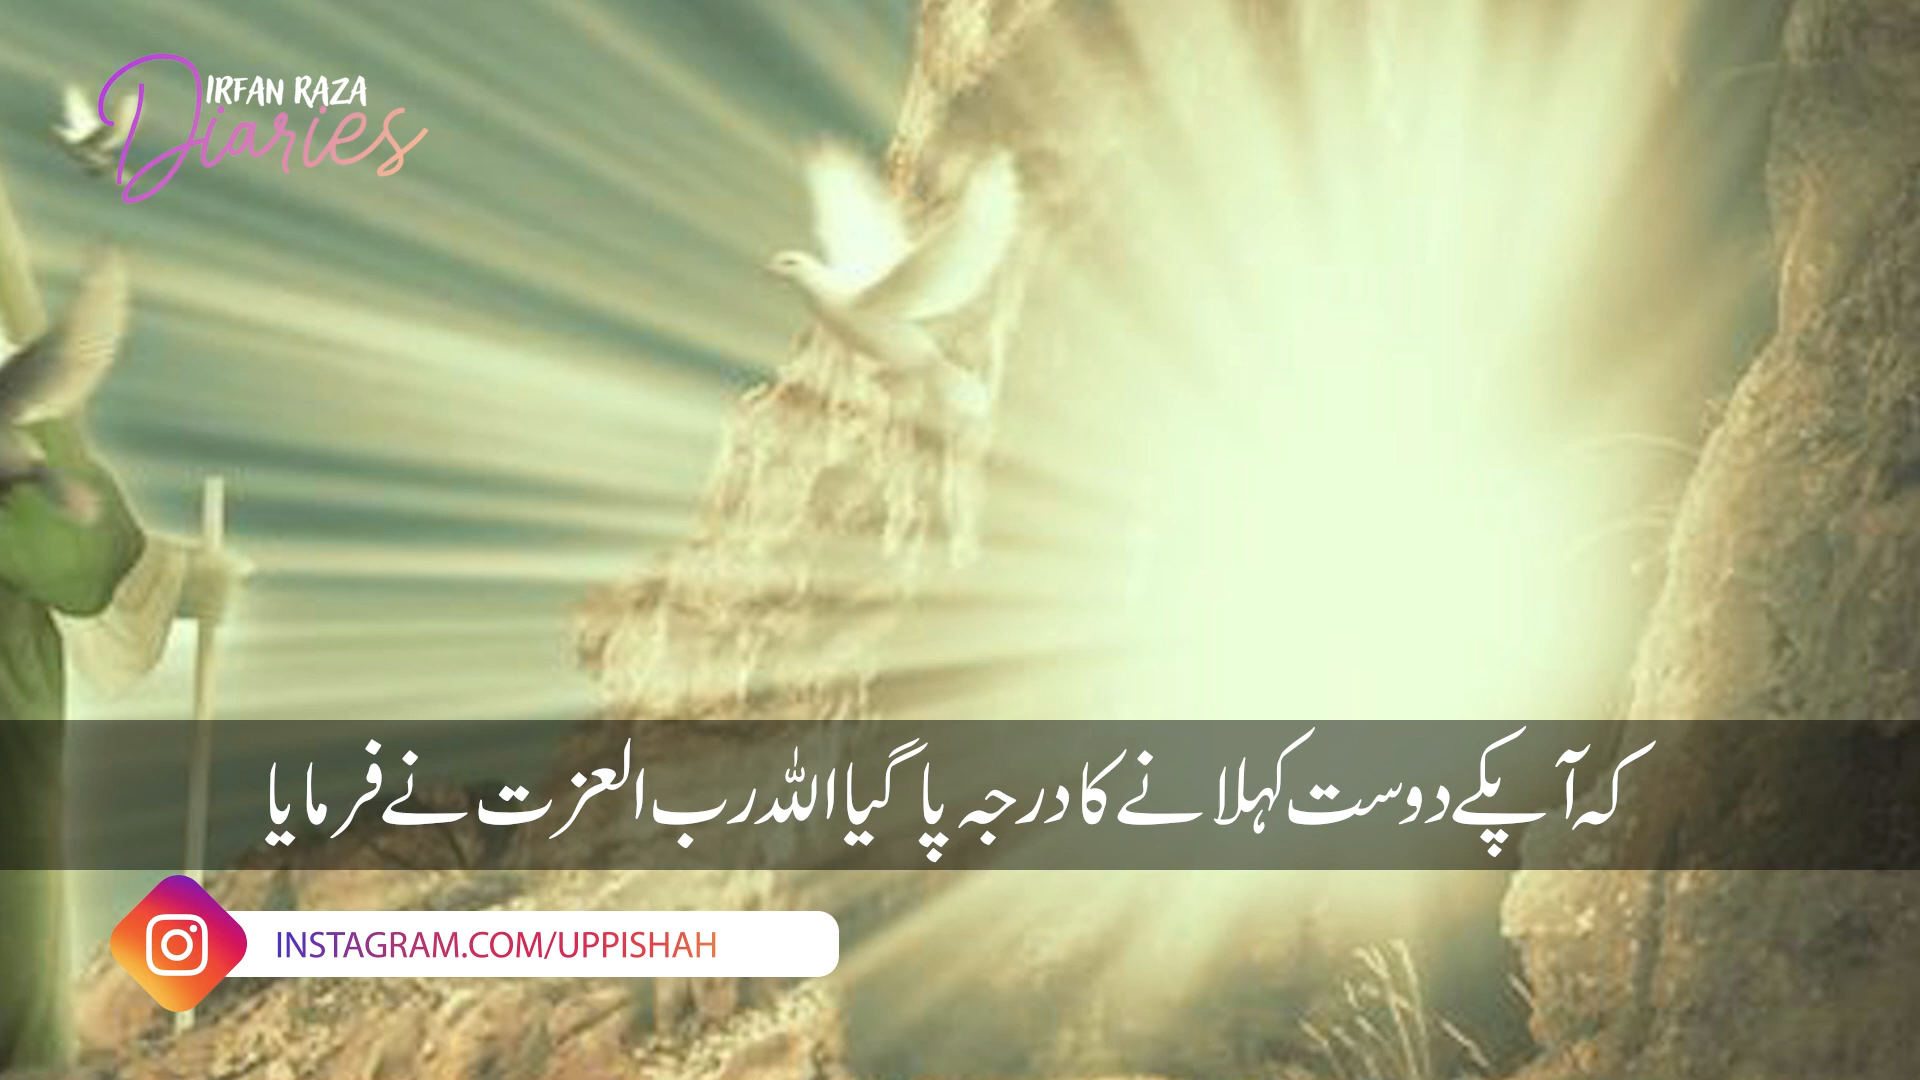 IRFAN RAZA
Diaries
کہ آپکے دوست کہلانے کا درجہ پا گیا اللہ رب العزت نے فرمایا
INSTAGRAM.COM/UPPISHAH